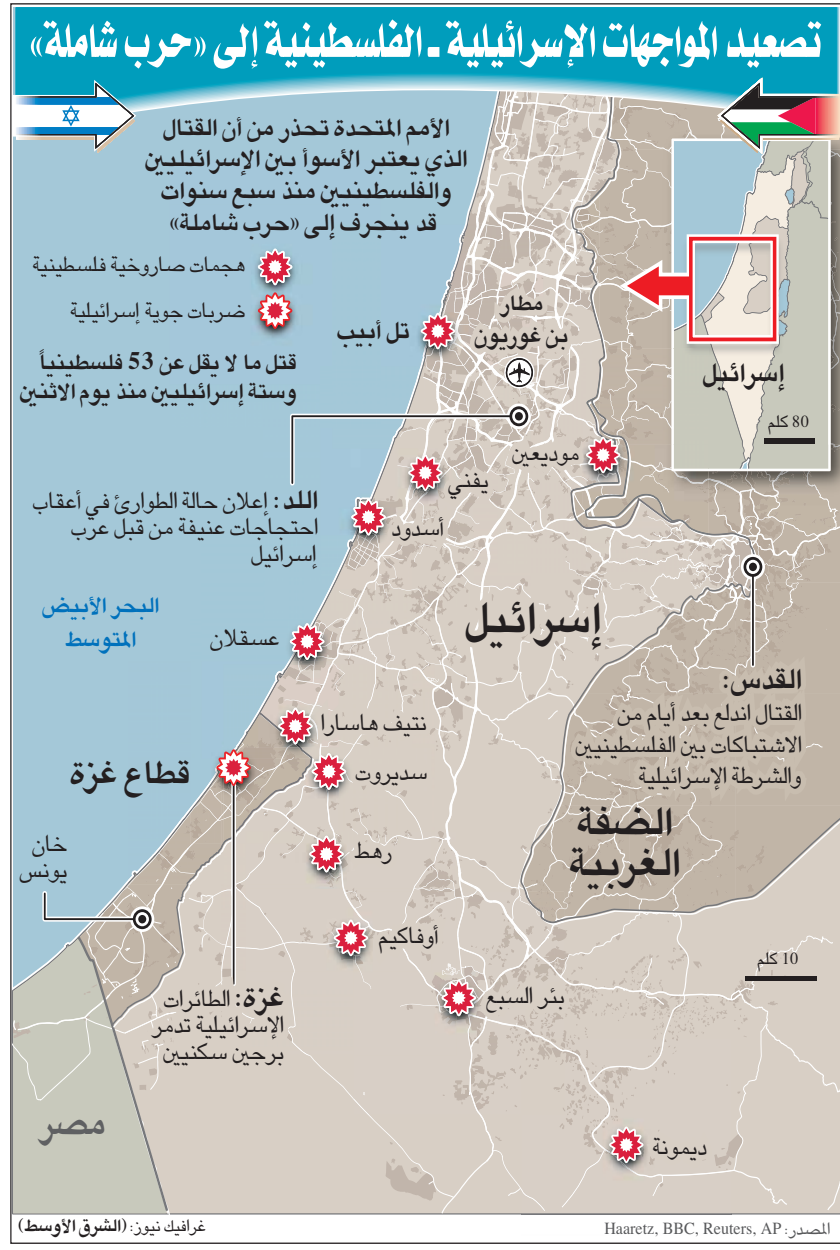 تصعيد المواجهات الإسرائيلية ـ الفلسطينية إلى «حرب شاملة»
الأمم المتحدة تحذر من أن القتال
الذي يعتبر الأسوأ بين الإسرائيليين
والفلسطينيين منذ سبع سنوات
قد ينجرف إلى «حرب شاملة»
هجمات صاروخية فلسطينية
ضربات جوية إسرائيلية
قتل ما لا يقل عن 53 فلسطينياً
وستة إسرائيليين منذ يوم الاثنين
إسرائيل
80 كلم
مطار
بن غوريون
تل أبيب
موديعين
يفني
اللد: إعلان حالة الطوارئ في أعقاب
احتجاجات عنيفة من قبل عرب
إسرائيل
أسدود
البحر الأبيض
المتوسط
إسرائيل
عسقلان
القدس:
القتال اندلع بعد أيام من
الاشتباكات بين الفلسطينيين
والشرطة الإسرائيلية
نتيف هاسارا
سديروت
قطاع غزة
الضفة
الغربية
رهط
خان
يونس
أوفاكيم
10 كلم
بئر السبع
غزة: الطائرات
الإسرائيلية تدمر
برجين سكنيين
مصر
ديمونة
المصدر: Haaretz, BBC, Reuters, AP
غرافيك نيوز: (الشرق الأوسط)